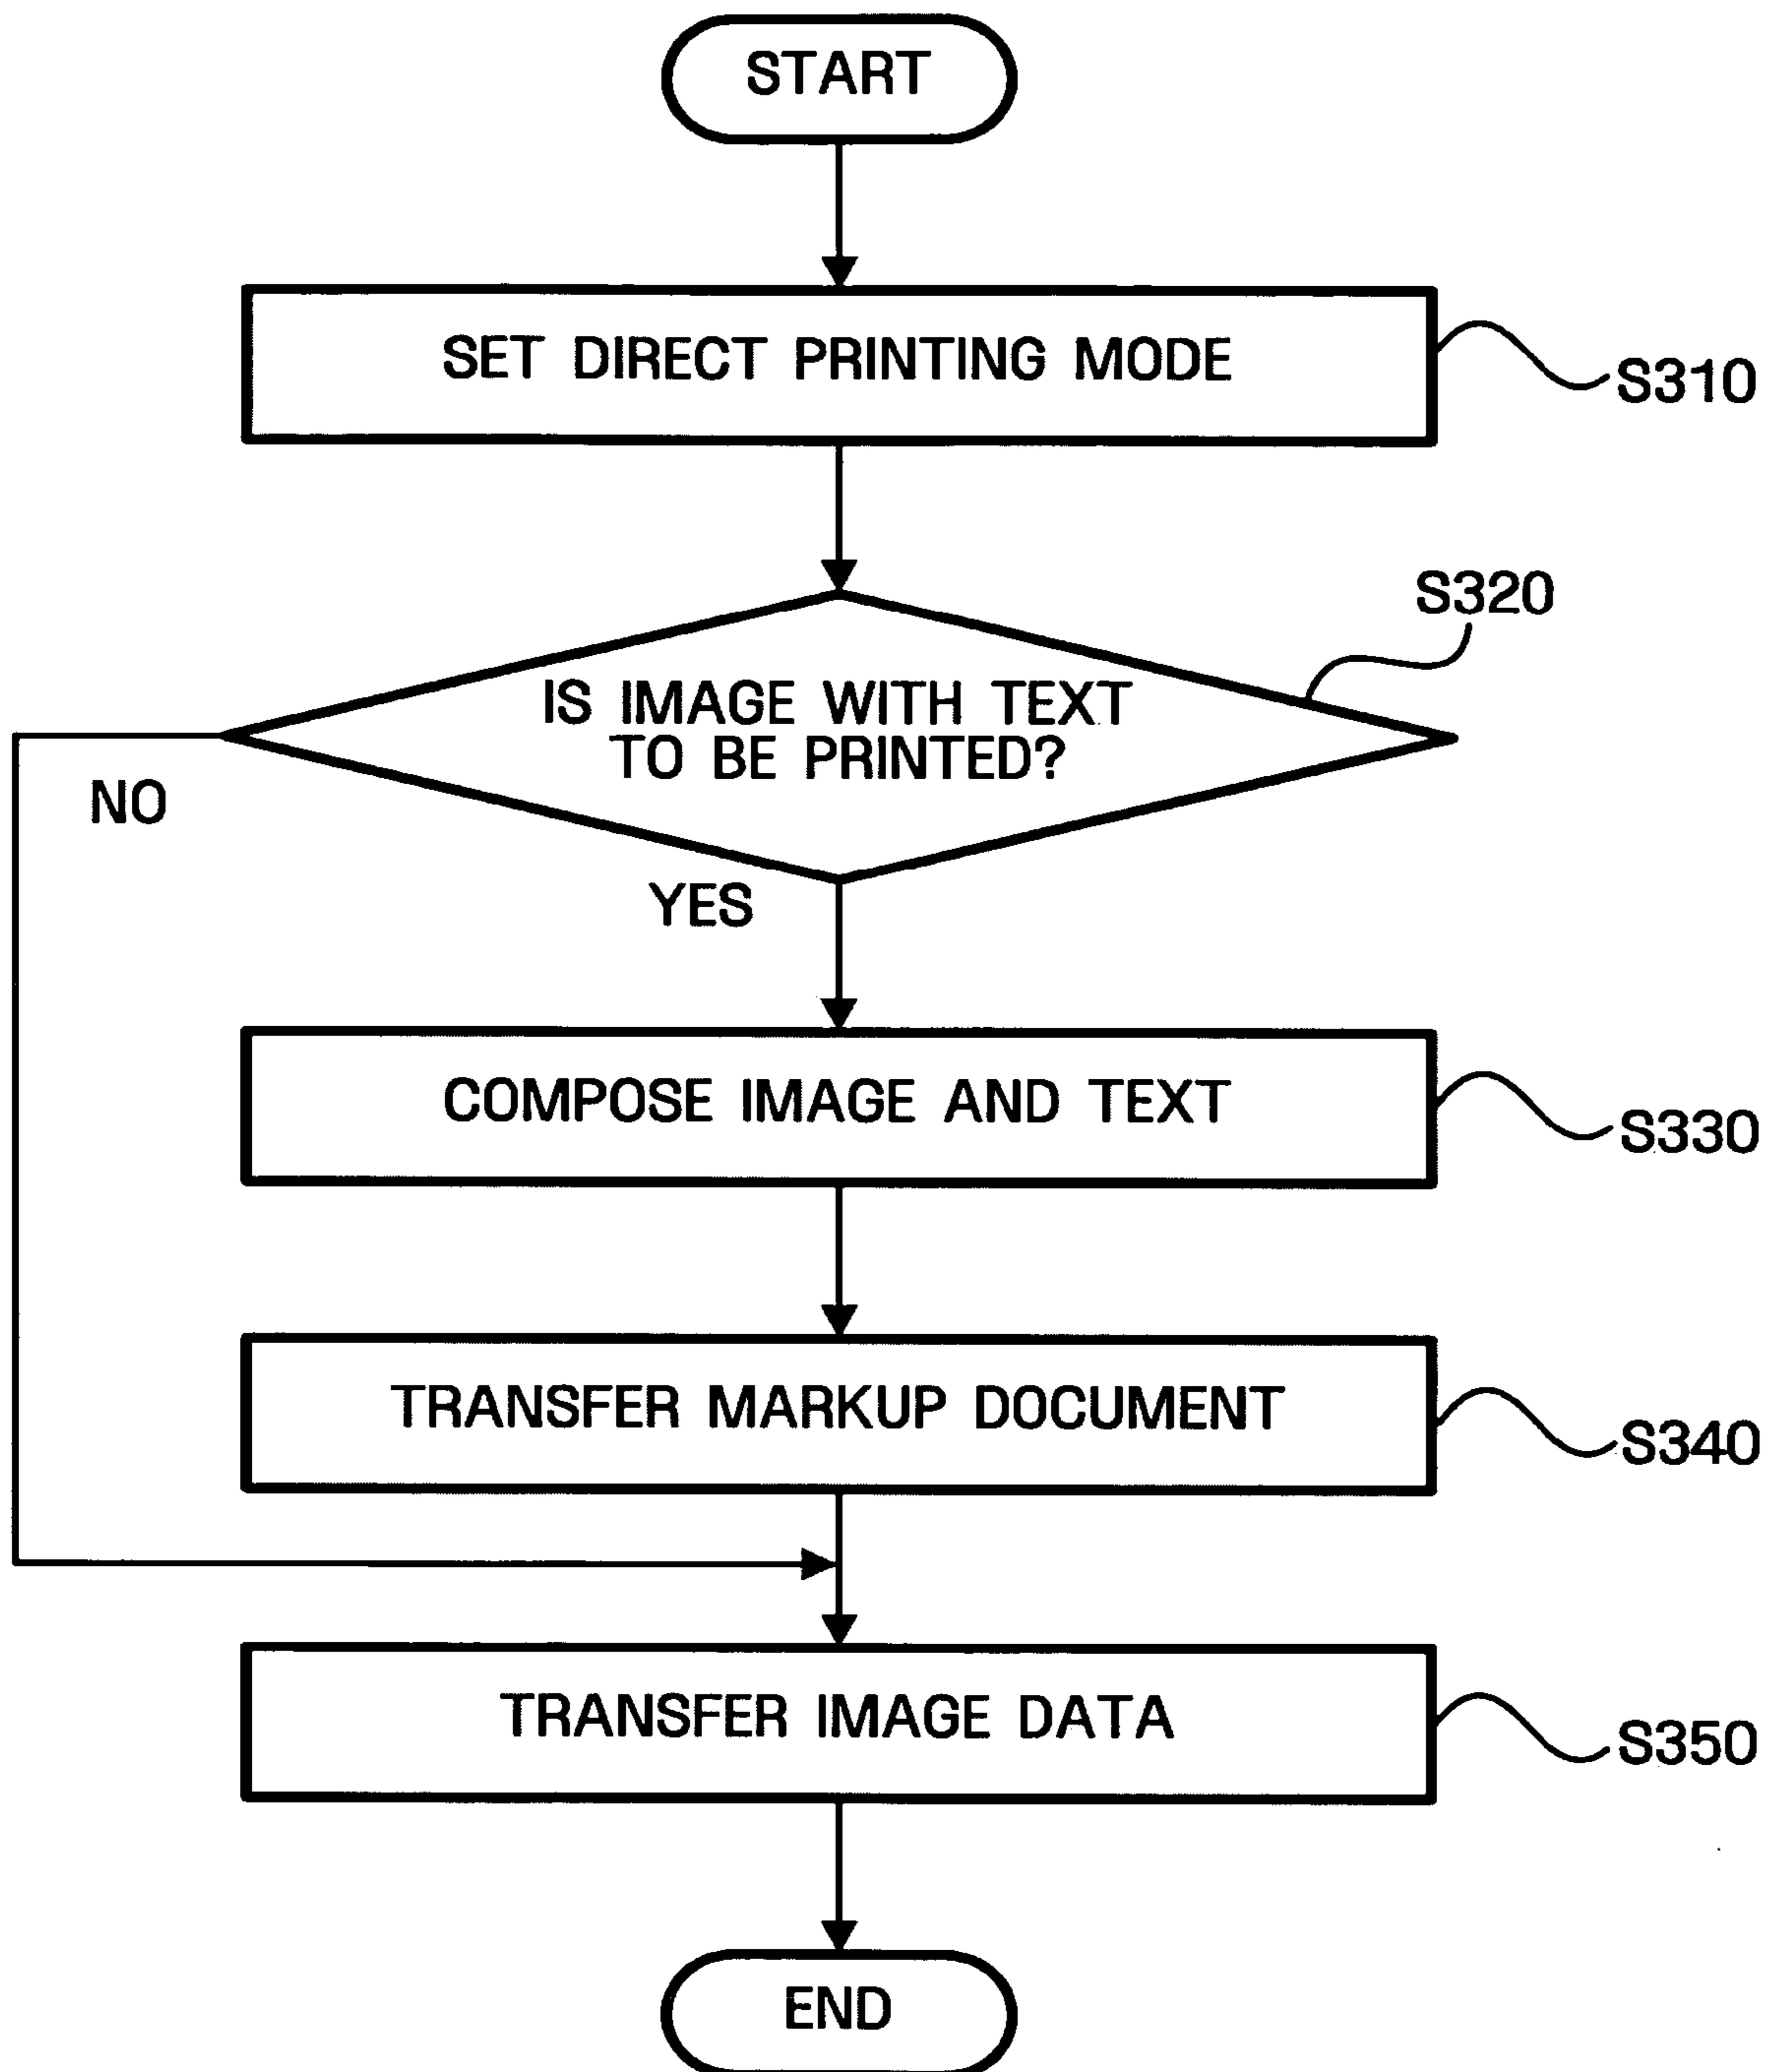 START
SET DIRECT PRINTING MODE
S310
S320
IS IMAGE WITH TEXT
TO BE PRINTED?
NO
YES
COMPOSE IMAGE AND TEXT
S330
TRANSFER MARKUP DOCUMENT
S340
TRANSFER IMAGE DATA
S350
END